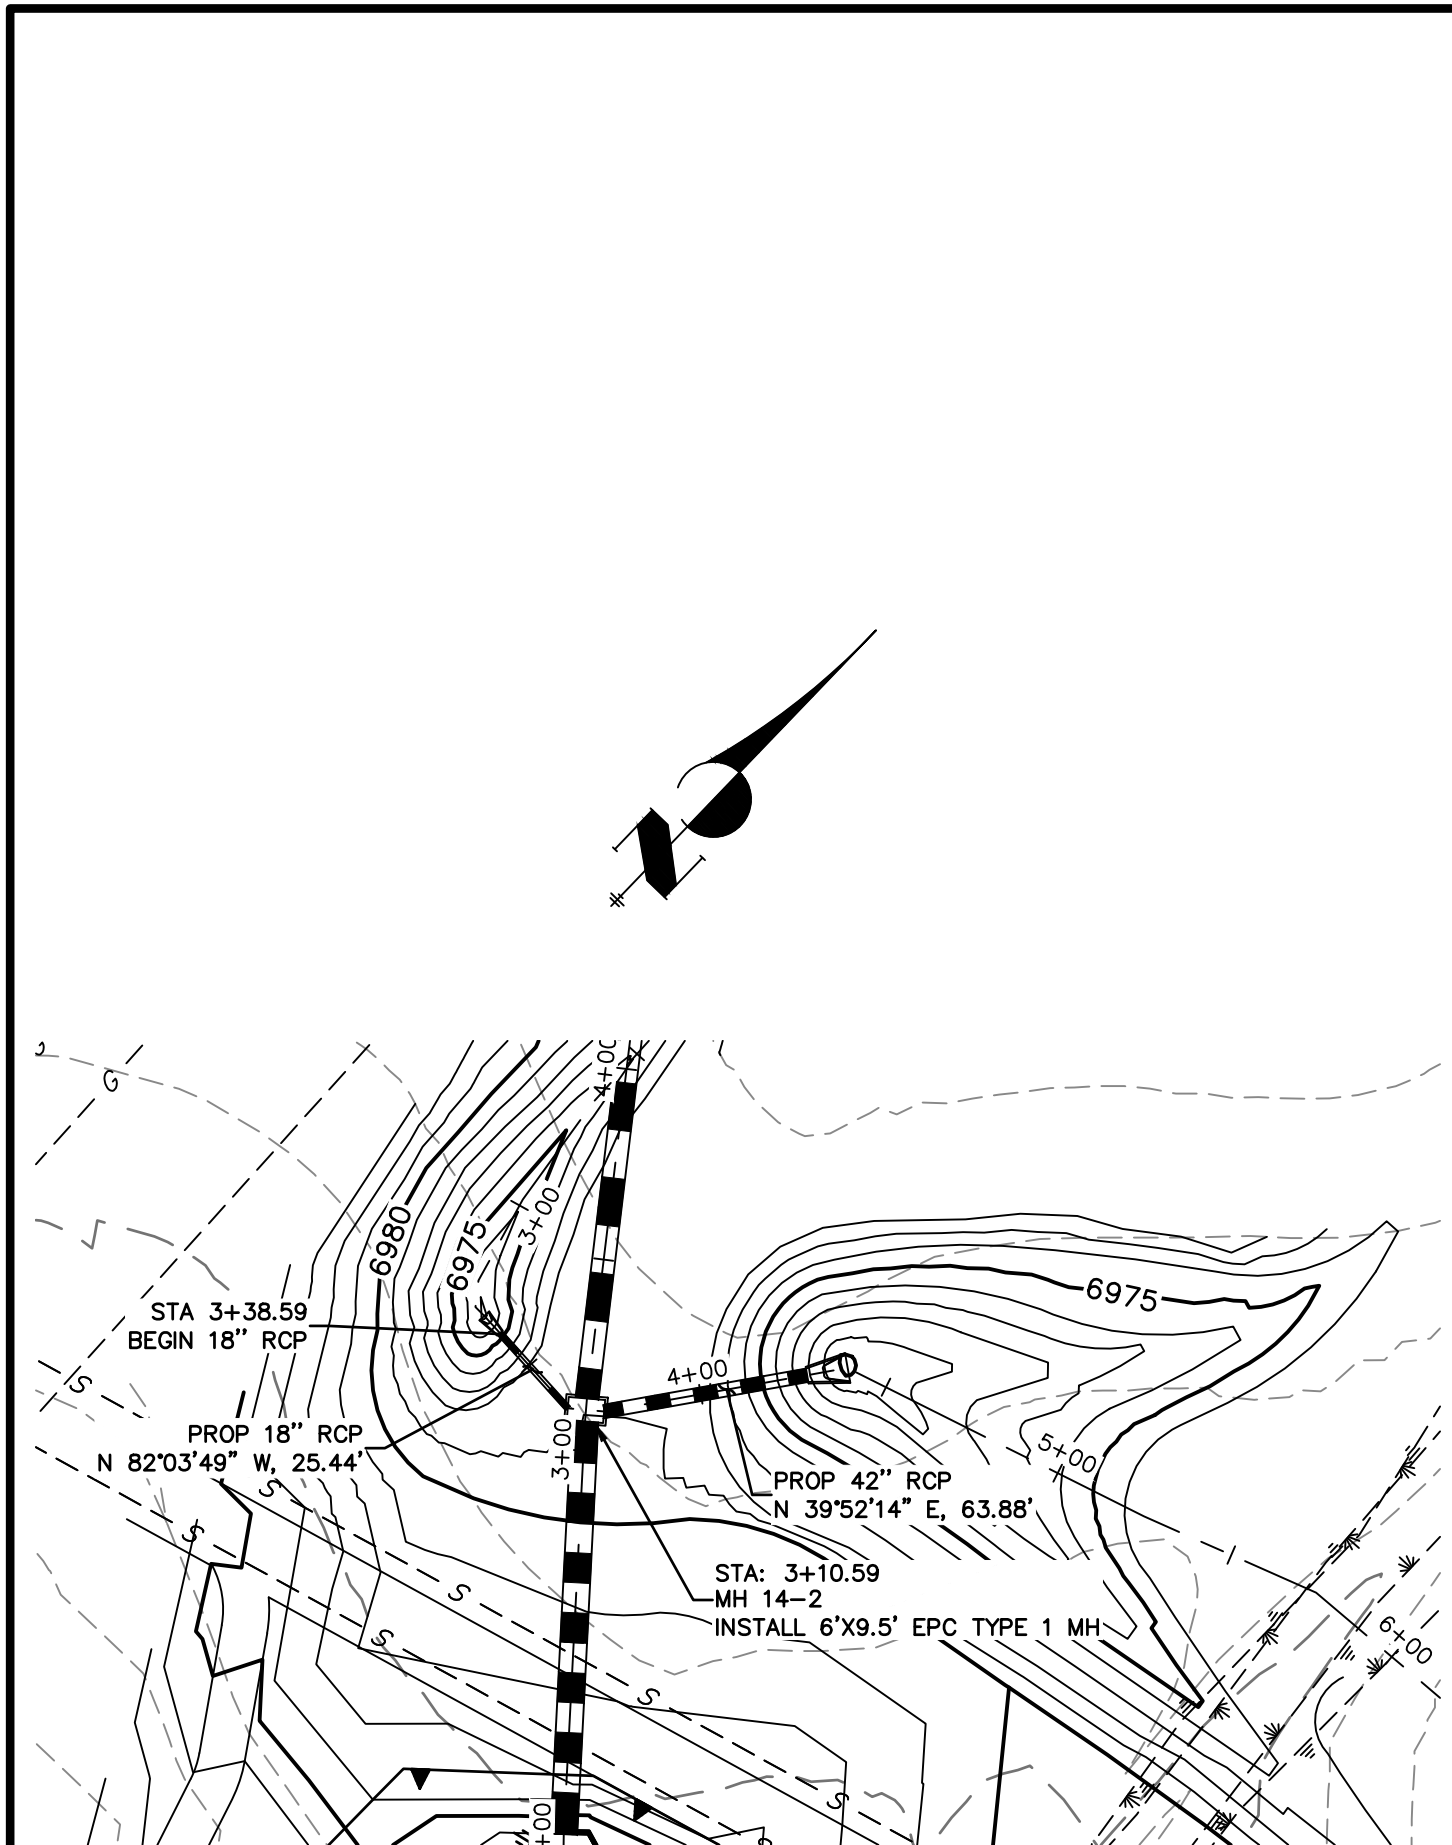 G
4+00
6980
6975
3+00
STA 3+38.59
BEGIN 18" RCP
6975
4+00
S
PROP 18" RCP
N 82°03'49" W, 25.44'
3+00
5+00
PROP 42" RCP
N 39°52'14" E, 63.88'
S
S
STA: 3+10.59
MH 14-2
INSTALL 6'X9.5' EPC TYPE 1 MH
S
S
6+00
S
S
+00